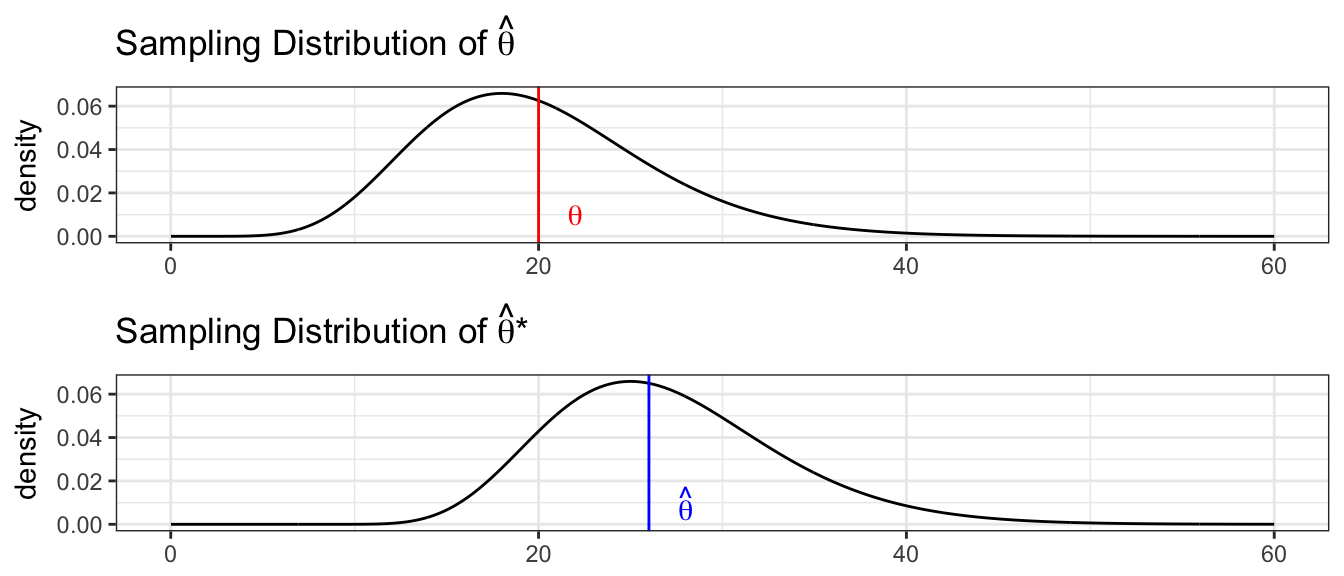 Sampling Distribution of θ̂
density
0.06
0.04
0.02
0.00
θ
0 20 40 60
Sampling Distribution of θ̂*
density
0.06
0.04
0.02
0.00
θ̂
0 20 40 60